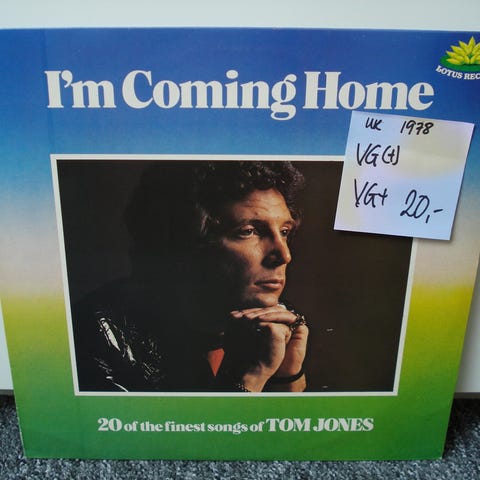 LOTUS REC
I'm Coming Home
UK 1978
VG(+)
VG+ 20,-
20 of the finest songs of TOM JONES